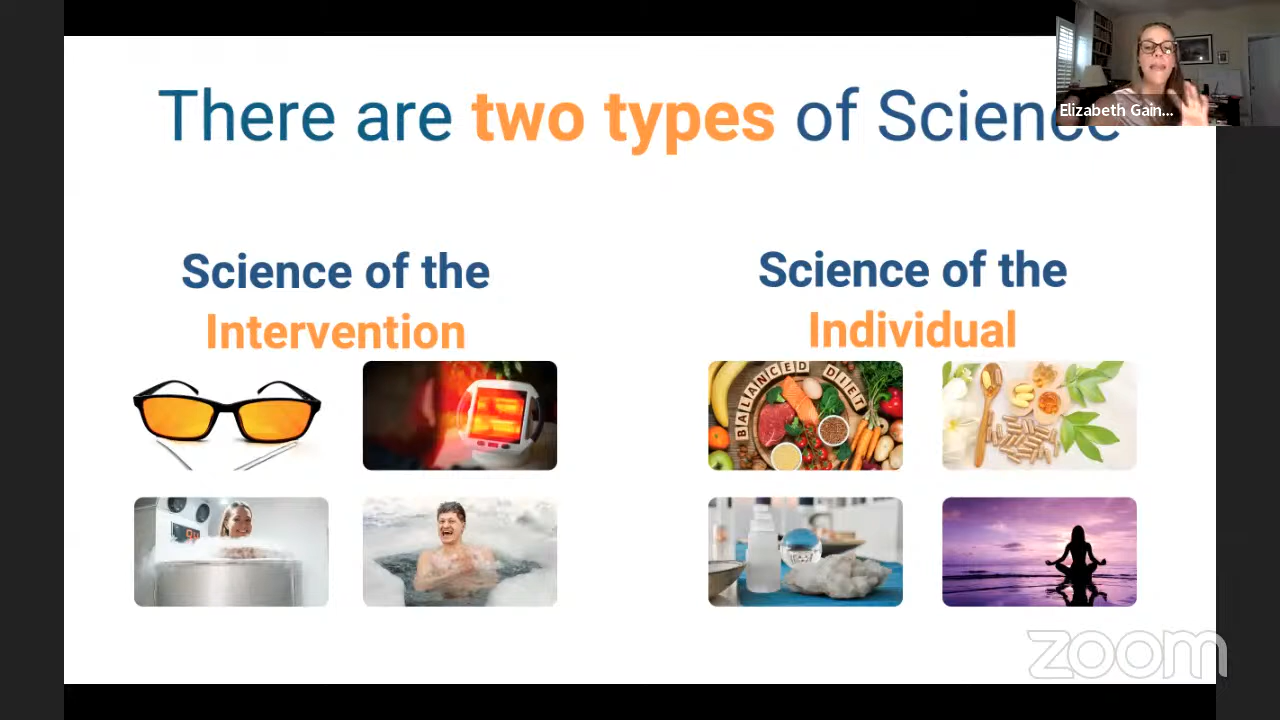 There are two types of Science
Elizabeth Gain...
Science of the
Intervention
Science of the
Individual
BALANCED DIET
zoom